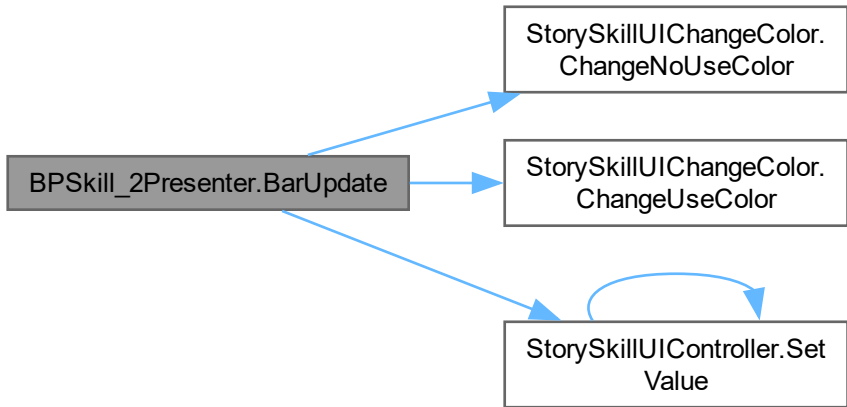 StorySkillUIChangeColor.
ChangeNoUseColor
BPSkill_2Presenter.BarUpdate
StorySkillUIChangeColor.
ChangeUseColor
StorySkillUIController.Set
Value